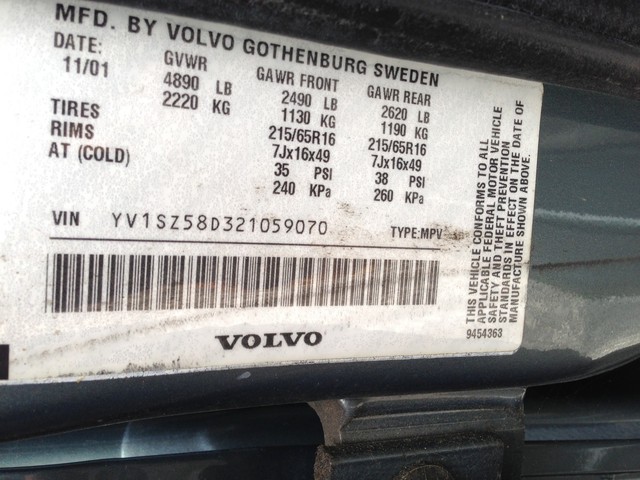 MFD. BY VOLVO GOTHENBURG SWEDEN
DATE: GVWR GAWR FRONT GAWR REAR
11/01 4890 LB 2490 LB 2620 LB
2220 KG 1130 KG 1190 KG
TIRES 215/65R16 215/65R16
RIMS 7Jx16x49 7Jx16x49
AT (COLD) 35 PSI 38 PSI
240 KPa 260 KPa
VIN YV1SZ58D321059070 TYPE:MPV
VOLVO
THIS VEHICLE CONFORMS TO ALL
APPLICABLE FEDERAL MOTOR VEHICLE
SAFETY AND THEFT PREVENTION
STANDARDS IN EFFECT ON THE DATE OF
MANUFACTURE SHOWN ABOVE.
9454363